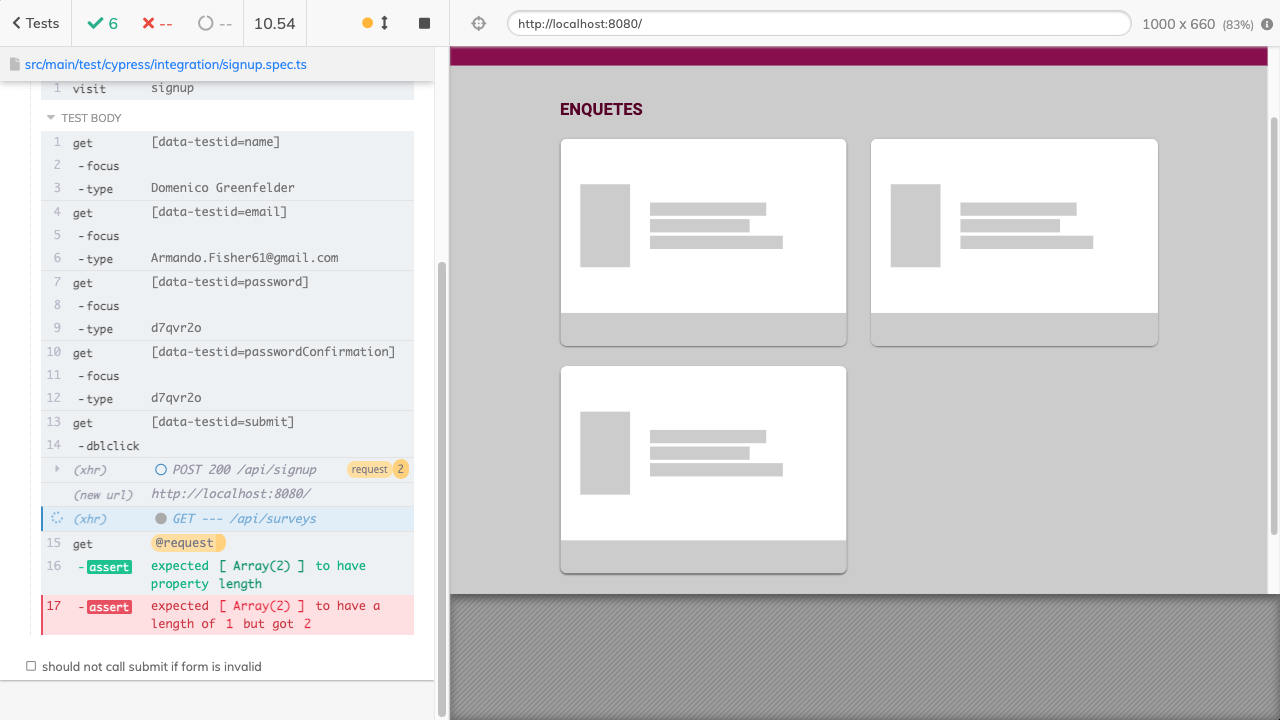 Tests 6 -- -- 10.54 http://localhost:8080/ 1000 x 660 (83%)
src/main/test/cypress/integration/signup.spec.ts
1 visit signup
TEST BODY
1 get [data-testid=name]
2 -focus
3 -type Domenico Greenfelder
4 get [data-testid=email]
5 -focus
6 -type Armando.Fisher61@gmail.com
7 get [data-testid=password]
8 -focus
9 -type d7qvr2o
10 get [data-testid=passwordConfirmation]
11 -focus
12 -type d7qvr2o
13 get [data-testid=submit]
14 -dblclick
(xhr) POST 200 /api/signup request 2
(new url) http://localhost:8080/
(xhr) GET --- /api/surveys
15 get @request
16 -assert expected [ Array(2) ] to have
property length
17 -assert expected [ Array(2) ] to have a
length of 1 but got 2
should not call submit if form is invalid
ENQUETES